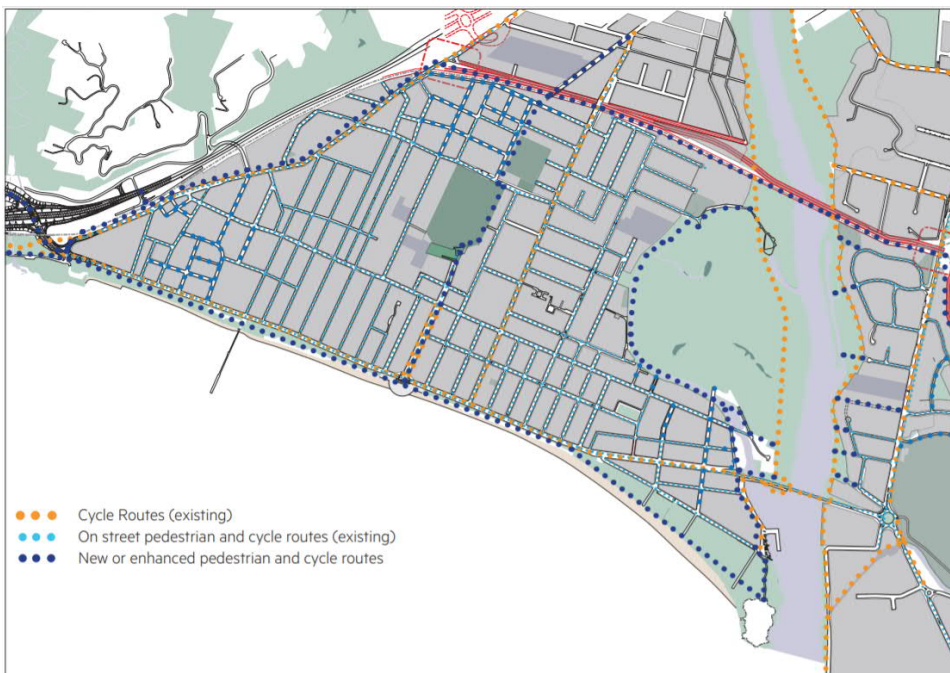 Cycle Routes (existing)
On street pedestrian and cycle routes (existing)
New or enhanced pedestrian and cycle routes